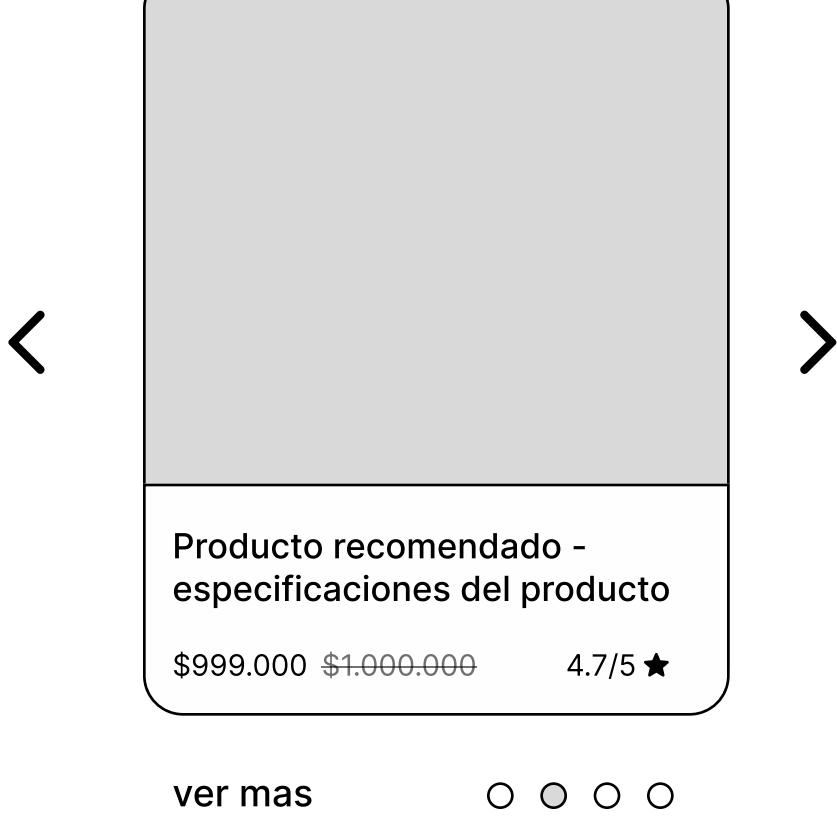 Producto recomendado -
especificaciones del producto
$999.000 $1.000.000 4.7/5
ver mas